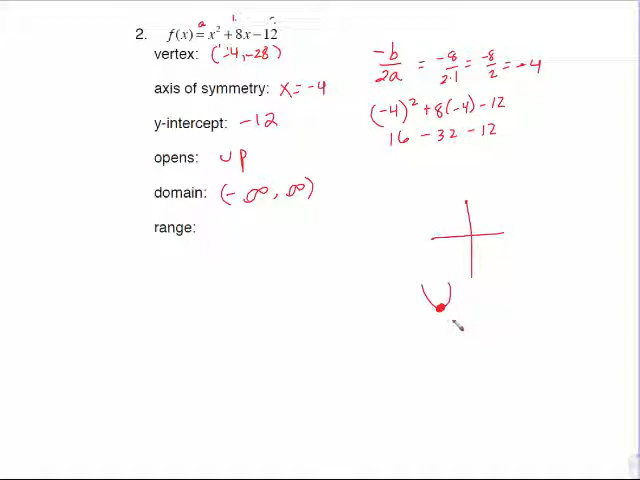 a b c
2. f(x) = x² + 8x − 12
vertex: (-4, -28)
axis of symmetry: x = -4
y-intercept: -12
opens: up
domain: (-∞, ∞)
range:
-b/2a = -8/2·1 = -8/2 = -4
(-4)² + 8(-4) - 12
16 - 32 - 12